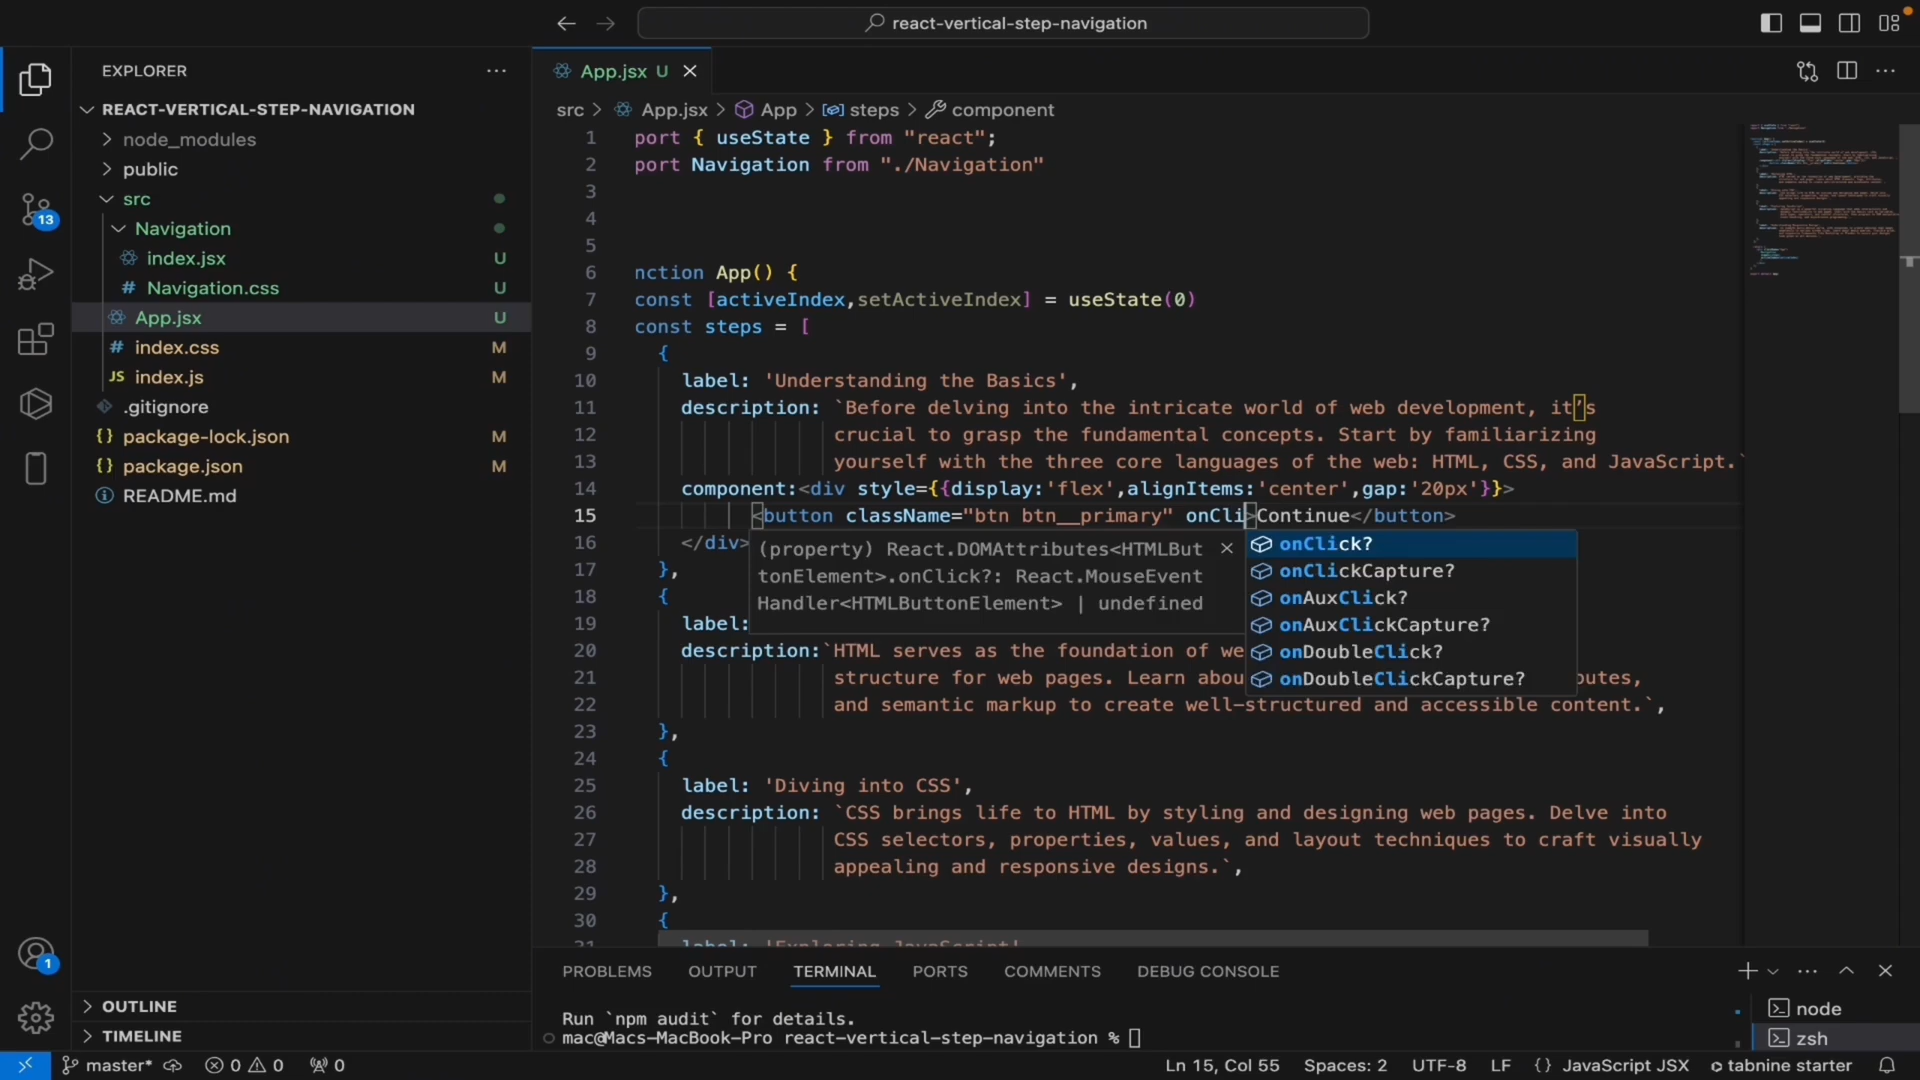 react-vertical-step-navigation
EXPLORER
REACT-VERTICAL-STEP-NAVIGATION
node_modules
public
src
Navigation
index.jsx U
# Navigation.css U
App.jsx U
# index.css M
JS index.js M
.gitignore
{} package-lock.json M
{} package.json M
README.md
13
1
OUTLINE
TIMELINE
App.jsx U
src > App.jsx > App > steps > component
1 port { useState } from "react";
2 port Navigation from "./Navigation"
3
4
5
6 nction App() {
7 const [activeIndex,setActiveIndex] = useState(0)
8 const steps = [
9 {
10 label: 'Understanding the Basics',
11 description: `Before delving into the intricate world of web development, it’s
12 crucial to grasp the fundamental concepts. Start by familiarizing
13 yourself with the three core languages of the web: HTML, CSS, and JavaScript.`
14 component:<div style={{display:'flex',alignItems:'center',gap:'20px'}}>
15 <button className="btn btn__primary" onCli>Continue</button>
16 </div>
17 },
18 {
19 label:
20 description:`HTML serves as the foundation of we
21 structure for web pages. Learn abou butes,
22 and semantic markup to create well-structured and accessible content.`,
23 },
24 {
25 label: 'Diving into CSS',
26 description: `CSS brings life to HTML by styling and designing web pages. Delve into
27 CSS selectors, properties, values, and layout techniques to craft visually
28 appealing and responsive designs.`,
29 },
30 {
31 label: 'Exploring JavaScript'
(property) React.DOMAttributes<HTMLBut
tonElement>.onClick?: React.MouseEvent
Handler<HTMLButtonElement> | undefined
onClick?
onClickCapture?
onAuxClick?
onAuxClickCapture?
onDoubleClick?
onDoubleClickCapture?
PROBLEMS OUTPUT TERMINAL PORTS COMMENTS DEBUG CONSOLE
Run `npm audit` for details.
mac@Macs-MacBook-Pro react-vertical-step-navigation %
node
zsh
master* 0 0 0 Ln 15, Col 55 Spaces: 2 UTF-8 LF {} JavaScript JSX tabnine starter